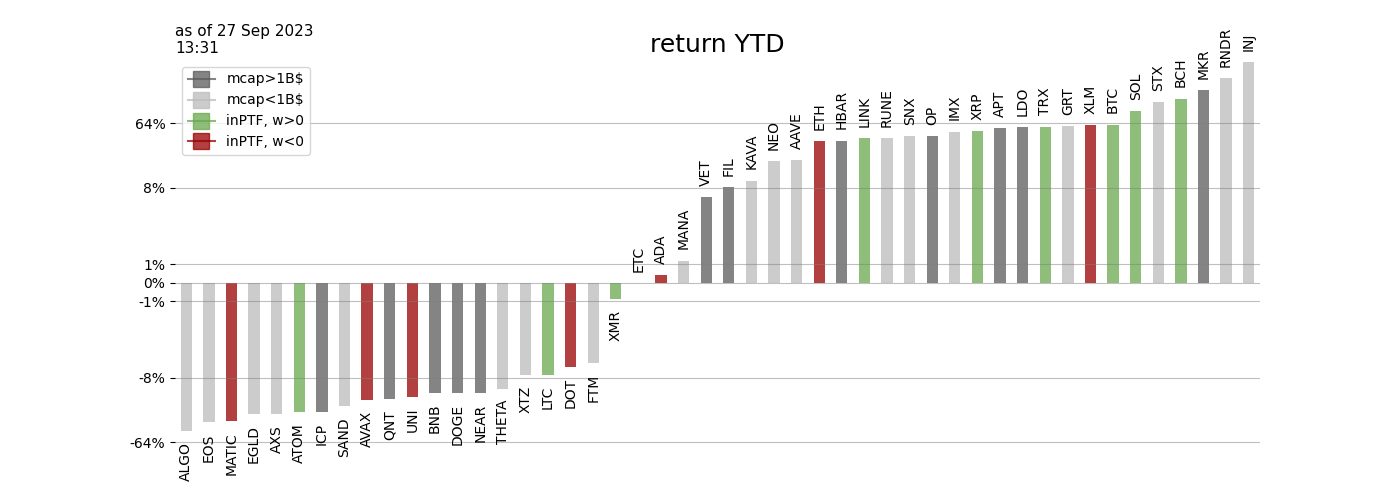 as of 27 Sep 2023
13:31
return YTD
mcap>1B$
mcap<1B$
inPTF, w>0
inPTF, w<0
64%
8%
1%
0%
-1%
-8%
-64%
ALGO
EOS
MATIC
EGLD
AXS
ATOM
ICP
SAND
AVAX
QNT
UNI
BNB
DOGE
NEAR
THETA
XTZ
LTC
DOT
FTM
XMR
ETC
ADA
MANA
VET
FIL
KAVA
NEO
AAVE
ETH
HBAR
LINK
RUNE
SNX
OP
IMX
XRP
APT
LDO
TRX
GRT
XLM
BTC
SOL
STX
BCH
MKR
RNDR
INJ